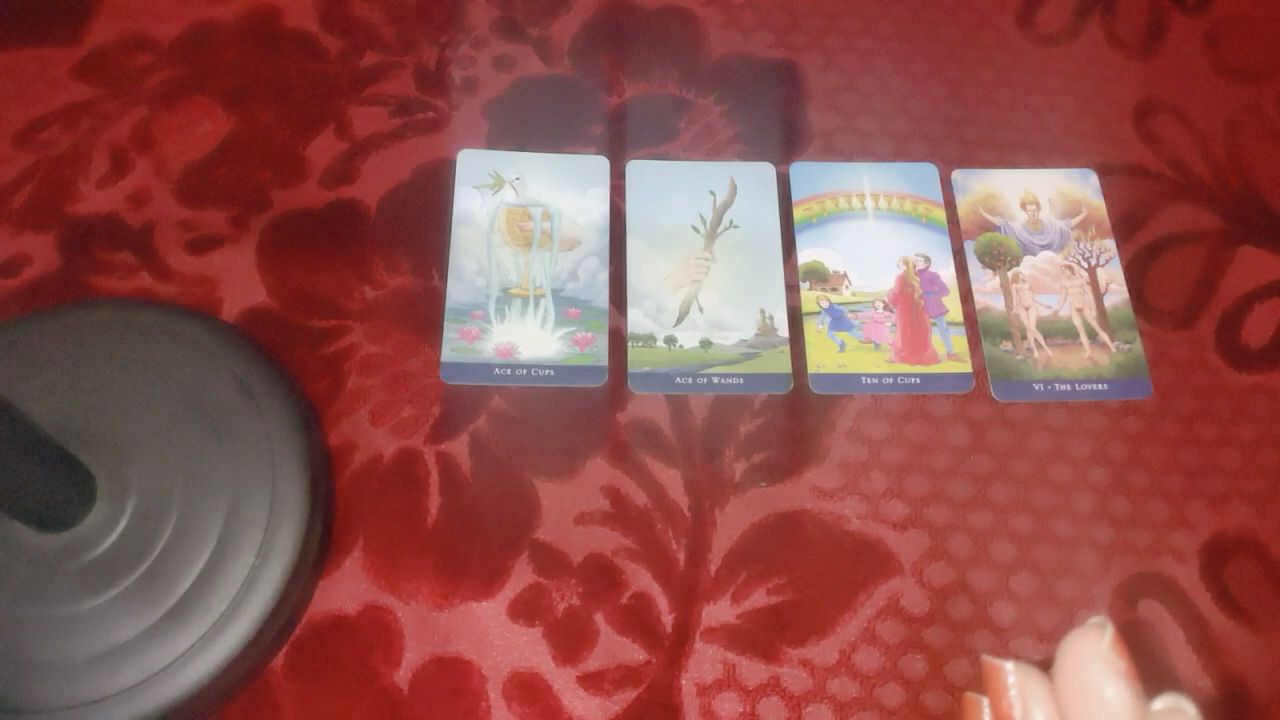 ACE OF CUPS
ACE OF WANDS
TEN OF CUPS
VI • THE LOVERS